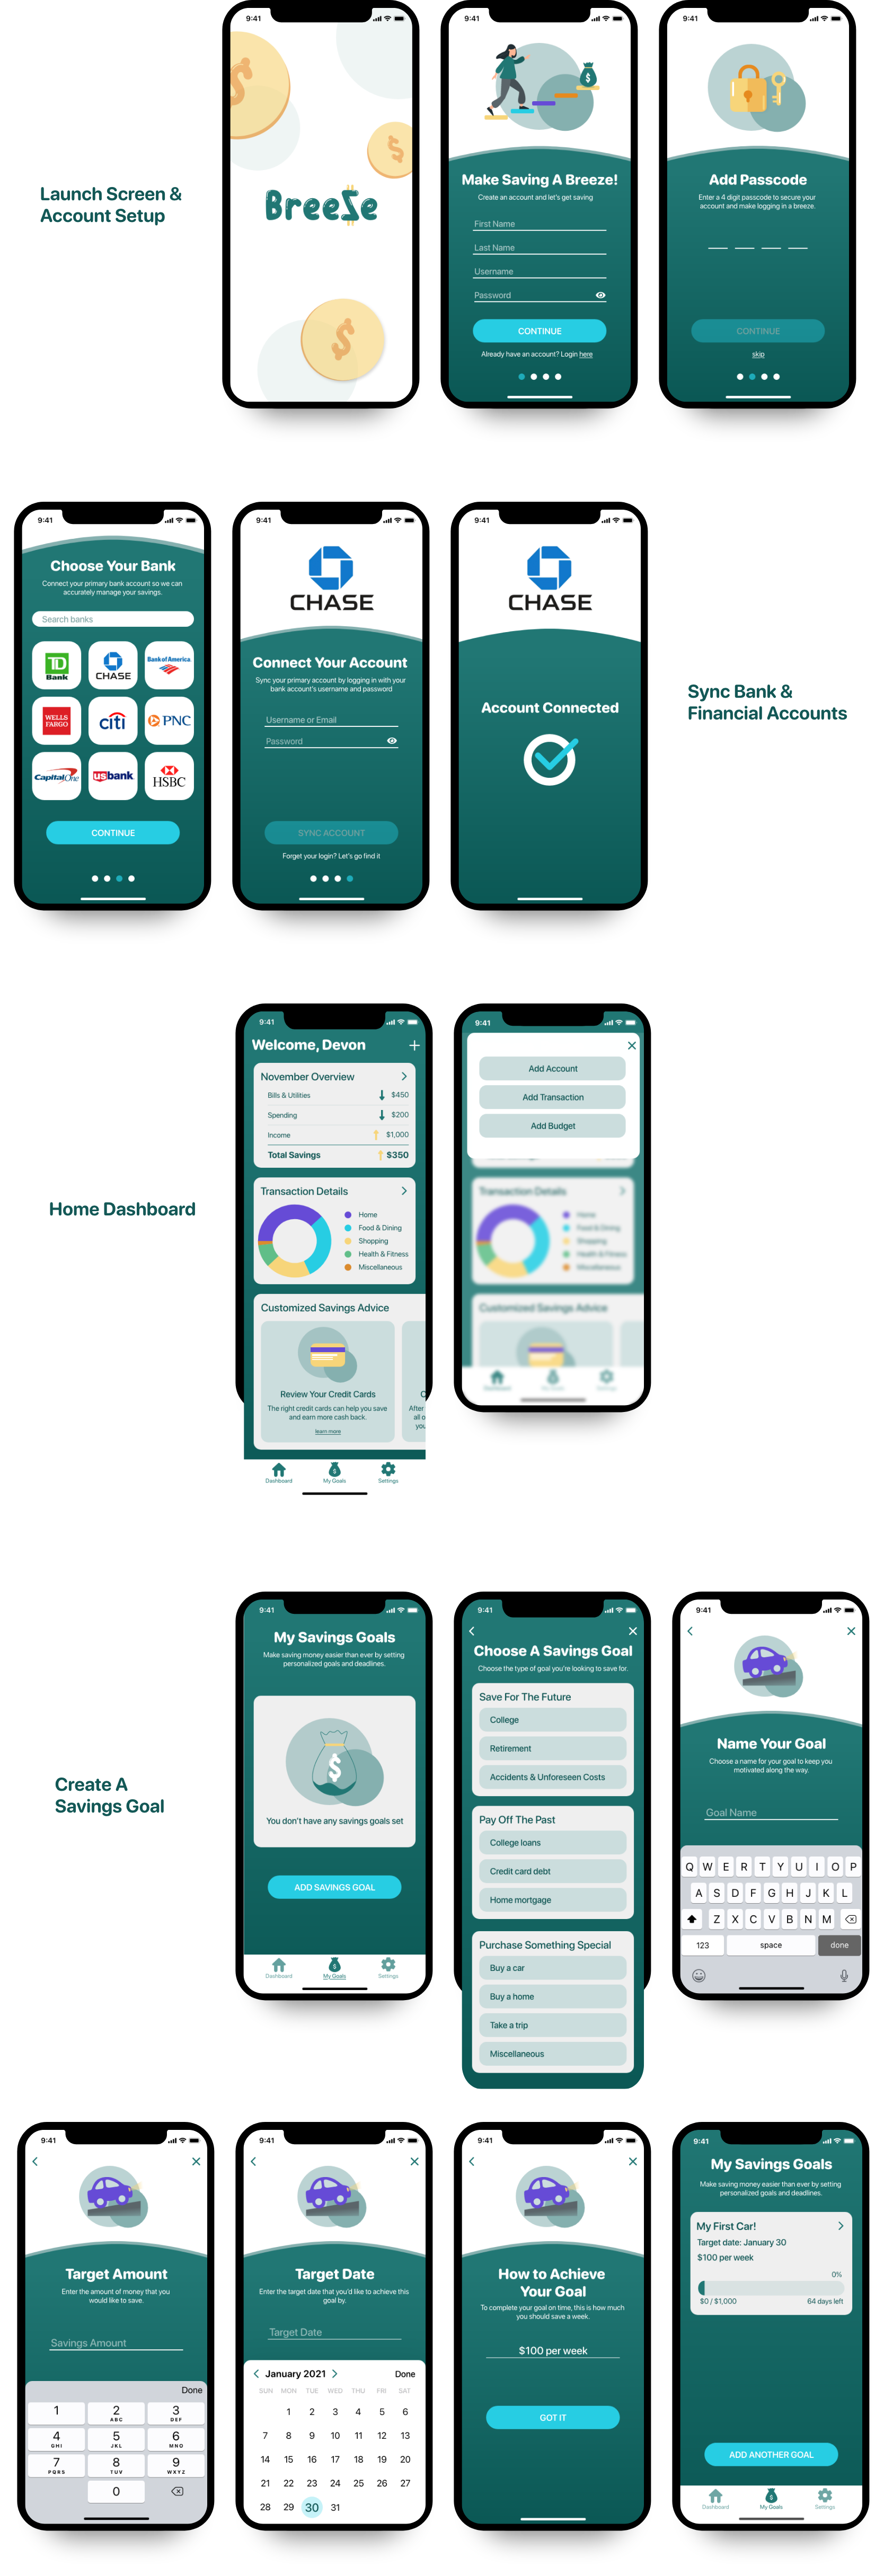 Launch Screen &
Account Setup
9:41
$
$
BreeZe
$
9:41
$
Make Saving A Breeze!
Create an account and let's get saving
First Name
Last Name
Username
Password
CONTINUE
Already have an account? Login here
9:41
Add Passcode
Enter a 4 digit passcode to secure your
account and make logging in a breeze.
CONTINUE
skip
9:41
Choose Your Bank
Connect your primary bank account so we can
accurately manage your savings.
Search banks
TD
Bank
CHASE
Bank of America
WELLS
FARGO
citi
PNC
Capital One
usbank
HSBC
CONTINUE
9:41
CHASE
Connect Your Account
Sync your primary account by logging in with your
bank account's username and password
Username or Email
Password
SYNC ACCOUNT
Forget your login? Let's go find it
9:41
CHASE
Account Connected
Sync Bank &
Financial Accounts
Home Dashboard
9:41
Welcome, Devon
November Overview
Bills & Utilities $450
Spending $200
Income $1,000
Total Savings $350
Transaction Details
Home
Food & Dining
Shopping
Health & Fitness
Miscellaneous
Customized Savings Advice
Review Your Credit Cards
The right credit cards can help you save
and earn more cash back.
learn more
C
After
all o
you
Dashboard
My Goals
Settings
9:41
Add Account
Add Transaction
Add Budget
Transaction Details
Home
Food & Dining
Shopping
Health & Fitness
Miscellaneous
Customized Savings Advice
Dashboard
My Goals
Settings
Create A
Savings Goal
9:41
My Savings Goals
Make saving money easier than ever by setting
personalized goals and deadlines.
$
You don't have any savings goals set
ADD SAVINGS GOAL
Dashboard
My Goals
Settings
9:41
Choose A Savings Goal
Choose the type of goal you're looking to save for.
Save For The Future
College
Retirement
Accidents & Unforeseen Costs
Pay Off The Past
College loans
Credit card debt
Home mortgage
Purchase Something Special
Buy a car
Buy a home
Take a trip
Miscellaneous
9:41
Name Your Goal
Choose a name for your goal to keep you
motivated along the way.
Goal Name
Q W E R T Y U I O P
A S D F G H J K L
Z X C V B N M
123 space done
9:41
Target Amount
Enter the amount of money that you
would like to save.
Savings Amount
Done
1 2 3
ABC DEF
4 5 6
GHI JKL MNO
7 8 9
PQRS TUV WXYZ
0
9:41
Target Date
Enter the target date that you'd like to achieve this
goal by.
Target Date
January 2021 Done
SUN MON TUE WED THU FRI SAT
1 2 3 4 5 6
7 8 9 10 11 12 13
14 15 16 17 18 19 20
21 22 23 24 25 26 27
28 29 30 31
9:41
How to Achieve
Your Goal
To complete your goal on time, this is how much
you should save a week.
$100 per week
GOT IT
9:41
My Savings Goals
Make saving money easier than ever by setting
personalized goals and deadlines.
My First Car!
Target date: January 30
$100 per week
0%
$0 / $1,000 64 days left
ADD ANOTHER GOAL
Dashboard
My Goals
Settings